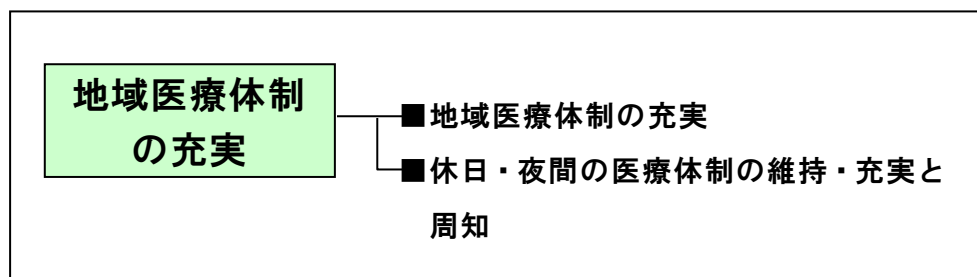 地域医療体制
の充実
■地域医療体制の充実
■休日・夜間の医療体制の維持・充実と
周知